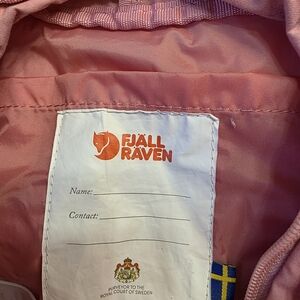 FJÄLL
RÄVEN
Name:
Contact:
PURVEYOR TO THE
ROYAL COURT OF SWEDEN